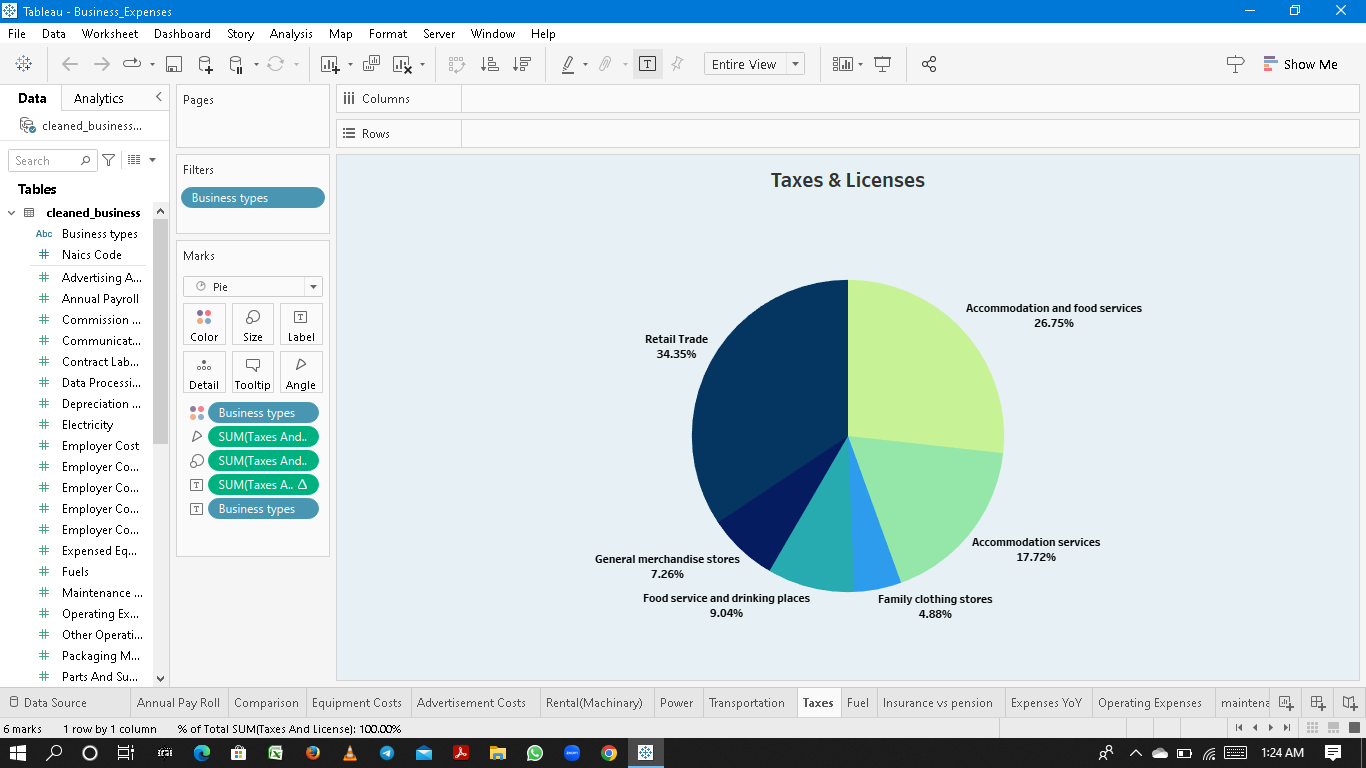 Tableau - Business_Expenses
File Data Worksheet Dashboard Story Analysis Map Format Server Window Help
Entire View
Show Me
Data Analytics
cleaned_business...
Search
Tables
cleaned_business
Abc Business types
Naics Code
Advertising A...
Annual Payroll
Commission ...
Communicat...
Contract Lab...
Data Processi...
Depreciation ...
Electricity
Employer Cost
Employer Co...
Employer Co...
Employer Co...
Employer Co...
Expensed Eq...
Fuels
Maintenance ...
Operating Ex...
Other Operati...
Packaging M...
Parts And Su...
Pages
Filters
Business types
Marks
Pie
Color Size Label
Detail Tooltip Angle
Business types
SUM(Taxes And..
SUM(Taxes And..
SUM(Taxes A.. Δ
Business types
Columns
Rows
Taxes & Licenses
Accommodation and food services
26.75%
Retail Trade
34.35%
Accommodation services
17.72%
General merchandise stores
7.26%
Food service and drinking places
9.04%
Family clothing stores
4.88%
Data Source Annual Pay Roll Comparison Equipment Costs Advertisement Costs Rental(Machinary) Power Transportation Taxes Fuel Insurance vs pension Expenses YoY Operating Expenses maintena
6 marks 1 row by 1 column % of Total SUM(Taxes And License): 100.00%
1:24 AM